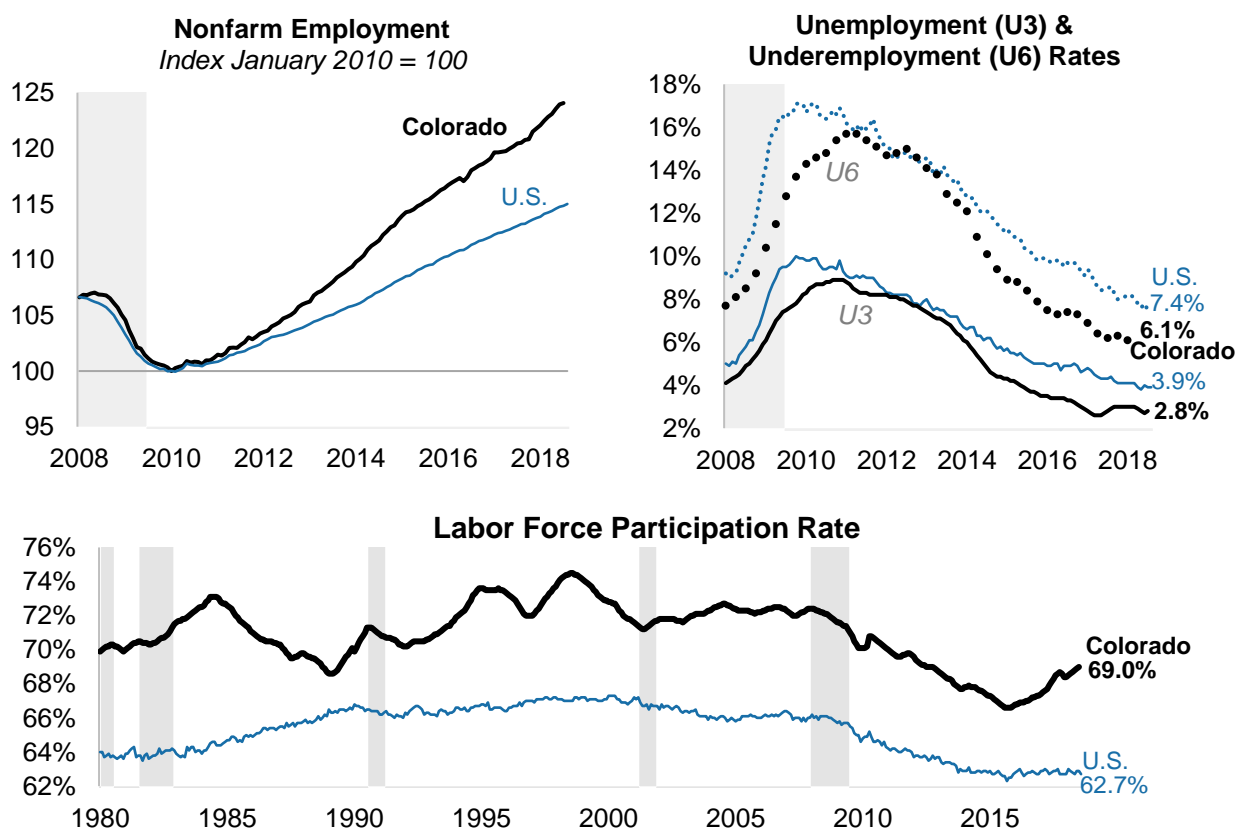 Nonfarm Employment
Index January 2010 = 100
125
120
115
110
105
100
95
Colorado
U.S.
2008 2010 2012 2014 2016 2018
Unemployment (U3) &
Underemployment (U6) Rates
18%
16%
14%
12%
10%
8%
6%
4%
2%
U6
U3
U.S.
7.4%
6.1%
Colorado
3.9%
2.8%
2008 2010 2012 2014 2016 2018
Labor Force Participation Rate
76%
74%
72%
70%
68%
66%
64%
62%
Colorado
69.0%
U.S.
62.7%
1980 1985 1990 1995 2000 2005 2010 2015